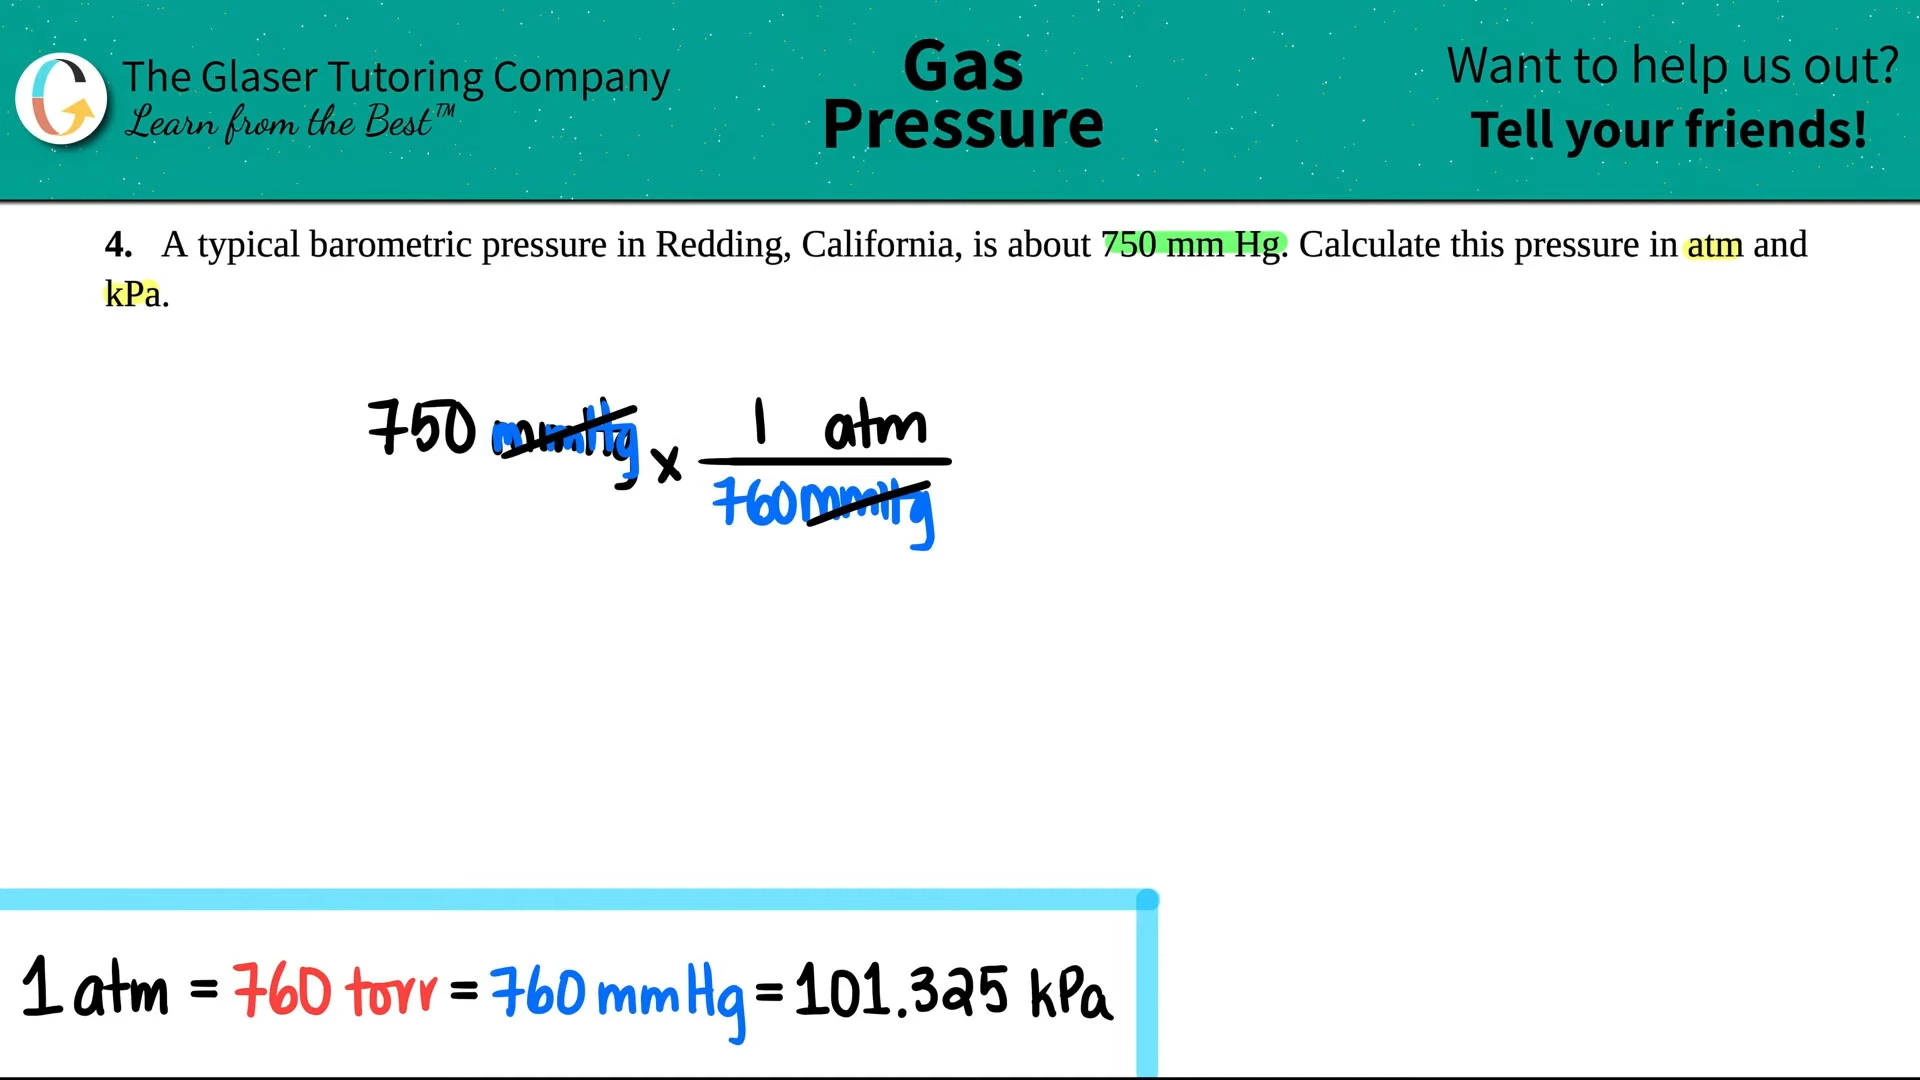 The Glaser Tutoring Company
Learn from the Best™
Gas
Pressure
Want to help us out?
Tell your friends!
4. A typical barometric pressure in Redding, California, is about 750 mm Hg. Calculate this pressure in atm and
kPa.
750 mmHg x 1 atm
760 mmHg
1 atm = 760 torr = 760 mmHg = 101.325 kPa